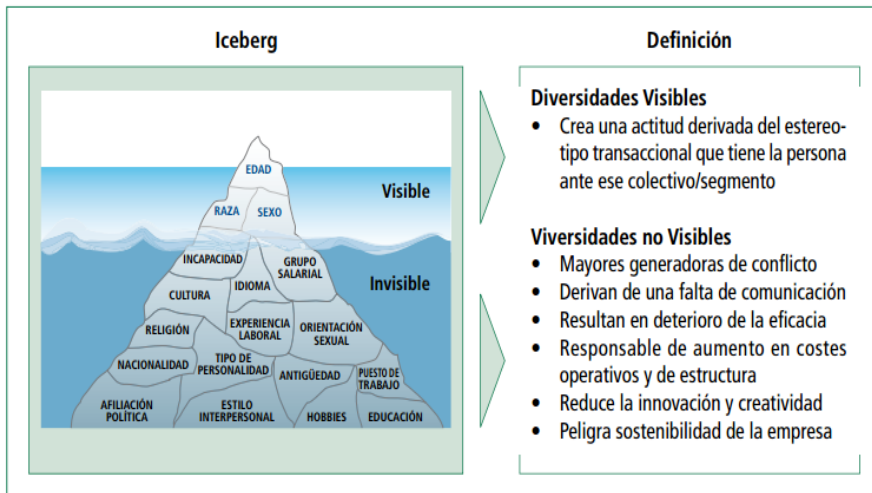 Iceberg
EDAD
Visible
RAZA
SEXO
INCAPACIDAD
GRUPO
SALARIAL
IDIOMA
CULTURA
Invisible
RELIGIÓN
EXPERIENCIA
LABORAL
ORIENTACIÓN
SEXUAL
NACIONALIDAD
TIPO DE
PERSONALIDAD
ANTIGÜEDAD
PUESTO DE
TRABAJO
AFILIACIÓN
POLÍTICA
ESTILO
INTERPERSONAL
HOBBIES
EDUCACIÓN
Definición
Diversidades Visibles
• Crea una actitud derivada del estereo-
tipo transaccional que tiene la persona
ante ese colectivo/segmento
Viversidades no Visibles
• Mayores generadoras de conflicto
• Derivan de una falta de comunicación
• Resultan en deterioro de la eficacia
• Responsable de aumento en costes
operativos y de estructura
• Reduce la innovación y creatividad
• Peligra sostenibilidad de la empresa